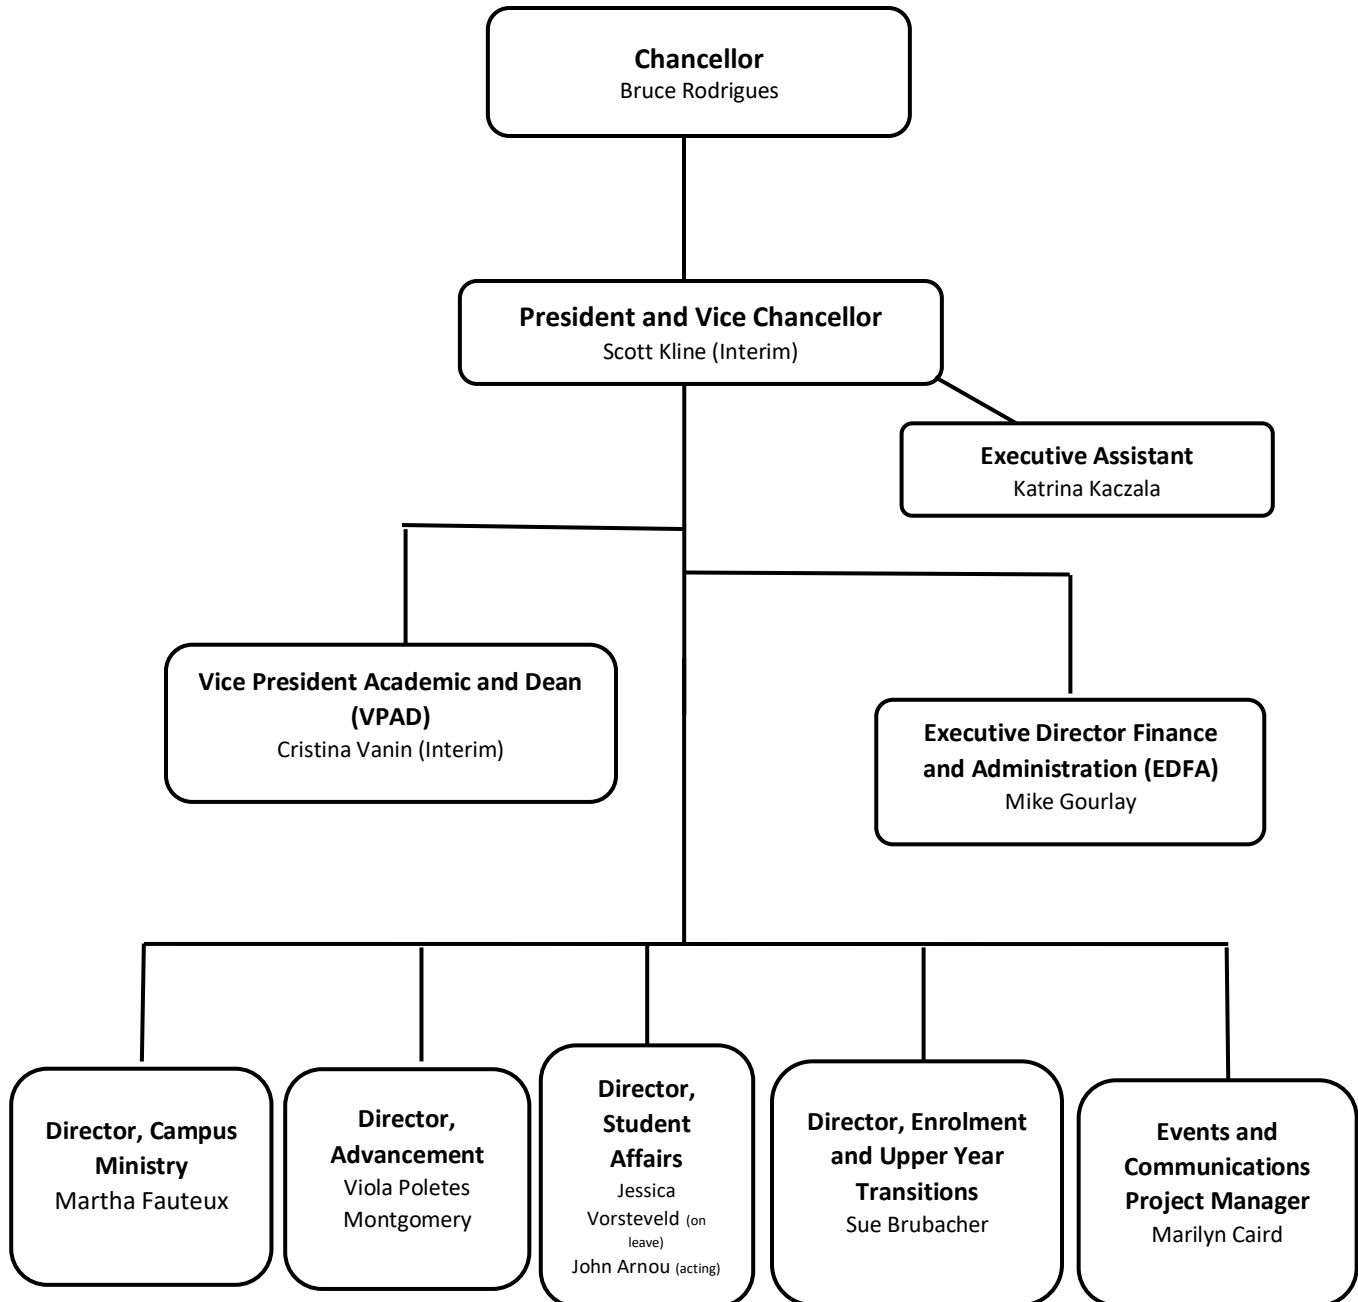 Chancellor
Bruce Rodrigues
President and Vice Chancellor
Scott Kline (Interim)
Executive Assistant
Katrina Kaczala
Vice President Academic and Dean
(VPAD)
Cristina Vanin (Interim)
Executive Director Finance
and Administration (EDFA)
Mike Gourlay
Director, Campus
Ministry
Martha Fauteux
Director,
Advancement
Viola Poletes
Montgomery
Director,
Student
Affairs
Jessica
Vorsteveld (on
leave)
John Arnou (acting)
Director, Enrolment
and Upper Year
Transitions
Sue Brubacher
Events and
Communications
Project Manager
Marilyn Caird